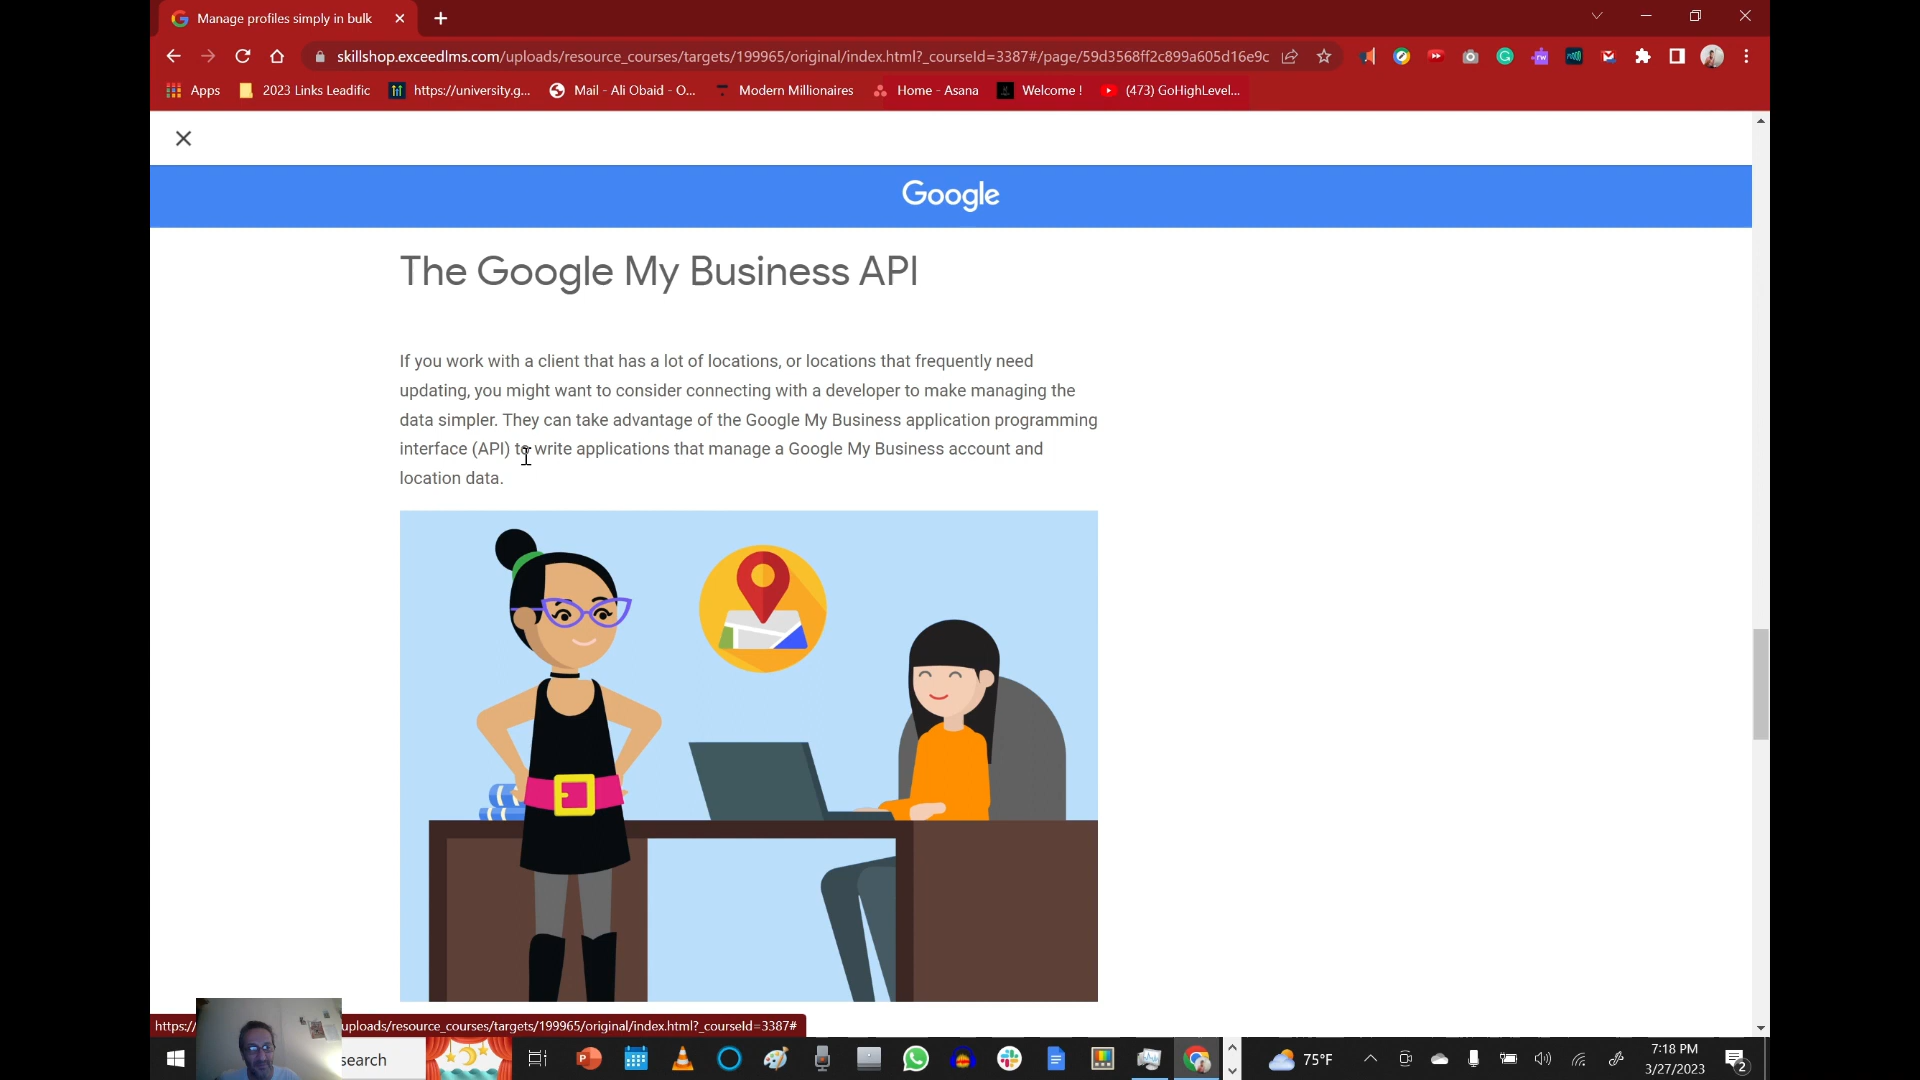 Manage profiles simply in bulk
skillshop.exceedlms.com/uploads/resource_courses/targets/199965/original/index.html?_courseId=3387#/page/59d3568ff2c899a605d16e9c
Apps
2023 Links Leadific
https://university.g...
Mail - Ali Obaid - O...
Modern Millionaires
Home - Asana
Welcome !
(473) GoHighLevel...
Google
The Google My Business API
If you work with a client that has a lot of locations, or locations that frequently need
updating, you might want to consider connecting with a developer to make managing the
data simpler. They can take advantage of the Google My Business application programming
interface (API) to write applications that manage a Google My Business account and
location data.
https:// uploads/resource_courses/targets/199965/original/index.html?_courseId=3387#
search
75°F
7:18 PM
3/27/2023
2